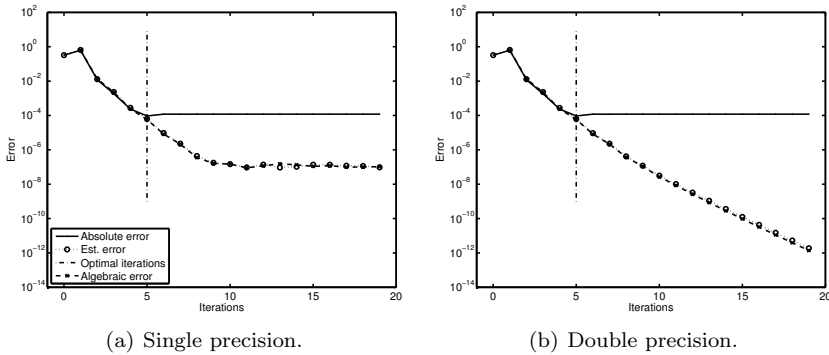 10^2
10^0
10^-2
10^-4
10^-6
10^-8
10^-10
10^-12
10^-14
Error
0 5 10 15 20
Iterations
Absolute error
Est. error
Optimal iterations
Algebraic error
(a) Single precision.
10^2
10^0
10^-2
10^-4
10^-6
10^-8
10^-10
10^-12
10^-14
Error
0 5 10 15 20
Iterations
(b) Double precision.